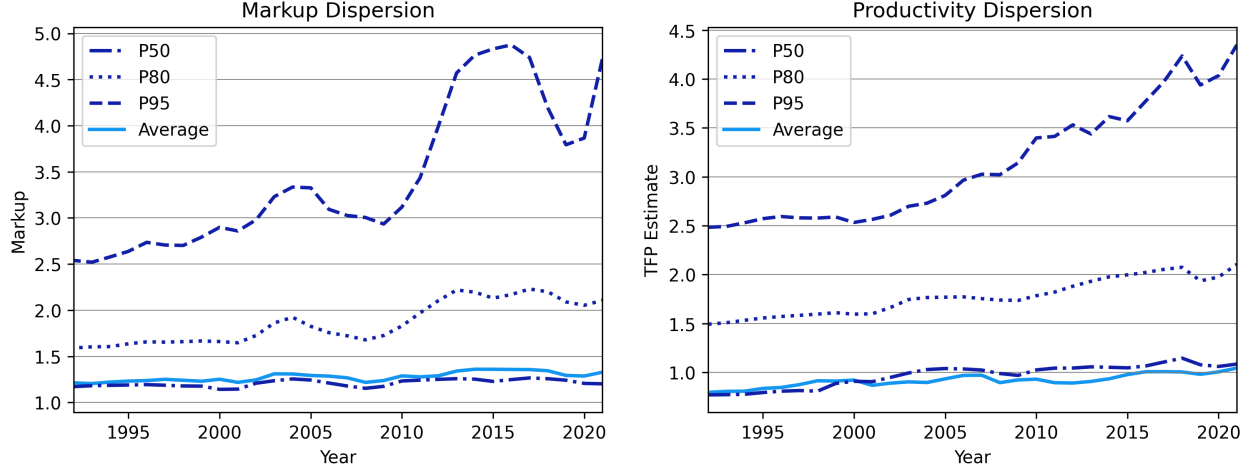 Markup Dispersion
5.0
4.5
4.0
3.5
3.0
2.5
2.0
1.5
1.0
Markup
P50
P80
P95
Average
1995
2000
2005
2010
2015
2020
Year
Productivity Dispersion
4.5
4.0
3.5
3.0
2.5
2.0
1.5
1.0
TFP Estimate
P50
P80
P95
Average
1995
2000
2005
2010
2015
2020
Year